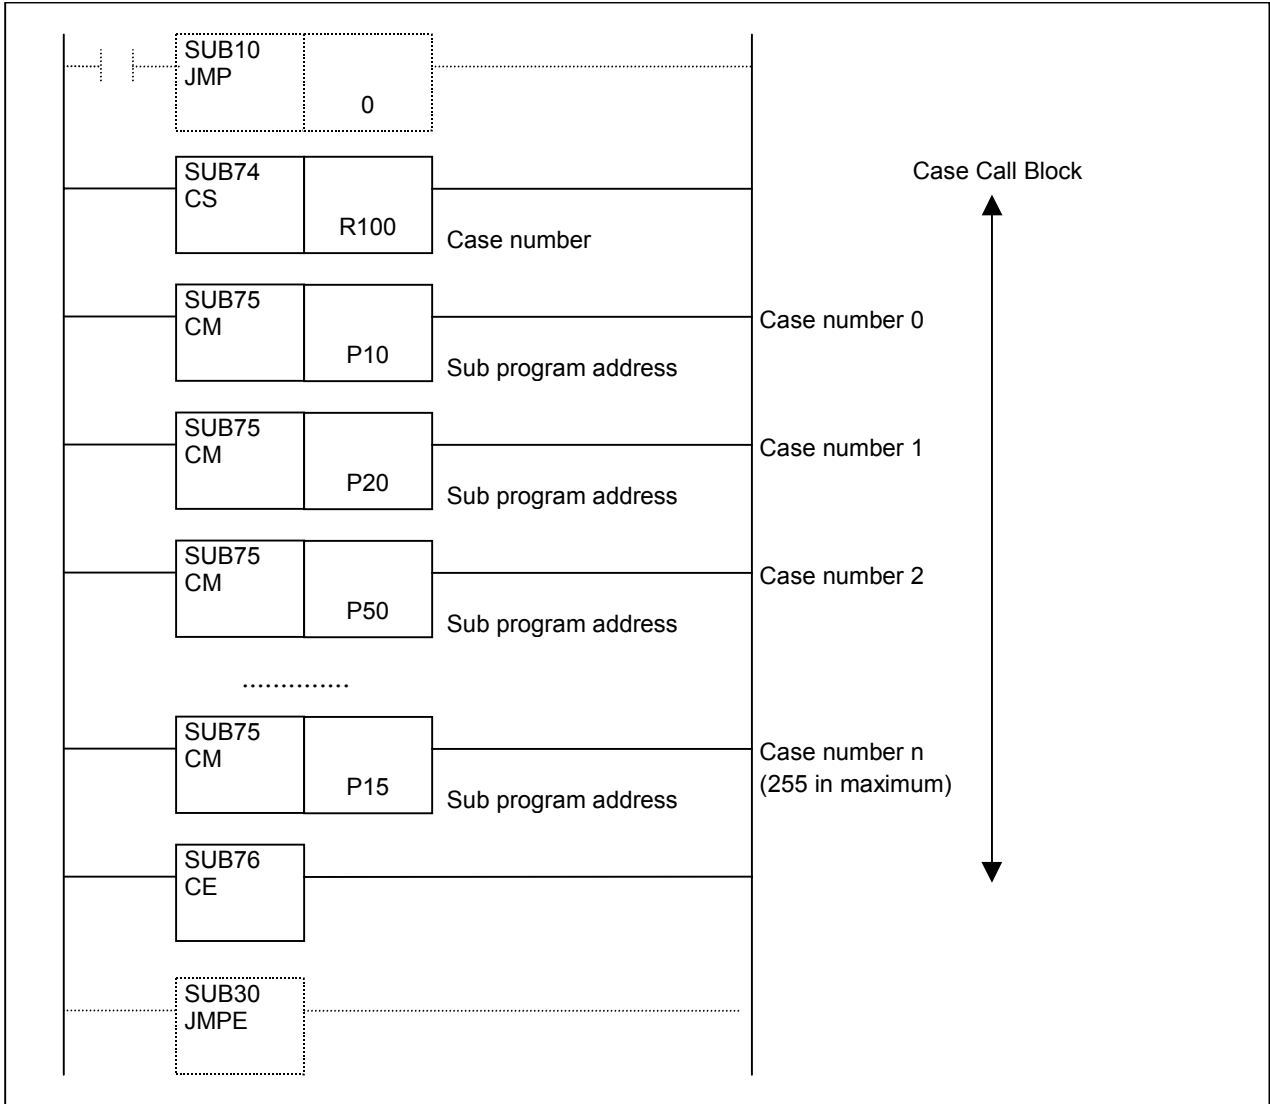 SUB10
JMP
0
SUB74
CS
R100
Case number
Case Call Block
SUB75
CM
P10
Sub program address
Case number 0
SUB75
CM
P20
Sub program address
Case number 1
SUB75
CM
P50
Sub program address
Case number 2
..............
SUB75
CM
P15
Sub program address
Case number n
(255 in maximum)
SUB76
CE
SUB30
JMPE